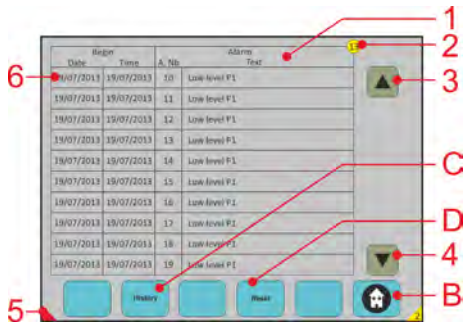 1
13
2
Begin
Alarm
Date
Time
A. Nb
Text
6
3
19/07/2013 19/07/2013 10 Low level P1
19/07/2013 19/07/2013 11 Low level P1
19/07/2013 19/07/2013 12 Low level P1
19/07/2013 19/07/2013 13 Low level P1
C
19/07/2013 19/07/2013 14 Low level P1
19/07/2013 19/07/2013 15 Low level P1
19/07/2013 19/07/2013 16 Low level P1
D
19/07/2013 19/07/2013 17 Low level P1
19/07/2013 19/07/2013 18 Low level P1
4
19/07/2013 19/07/2013 19 Low level P1
History
Reset
B
5
2